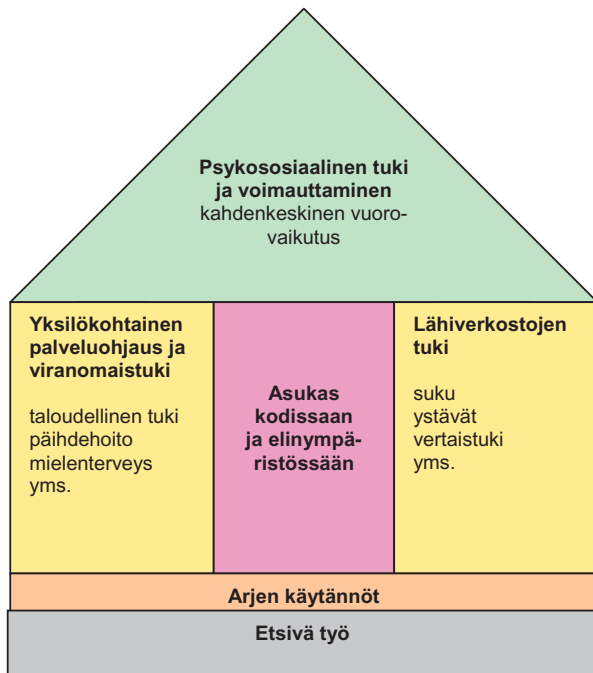 Psykososiaalinen tuki
ja voimauttaminen
kahdenkeskinen vuoro-
vaikutus
Yksilökohtainen
palveluohjaus ja
viranomaistuki
taloudellinen tuki
päihdehoito
mielenterveys
yms.
Asukas
kodissaan
ja elinympä-
ristössään
Lähiverkostojen
tuki
suku
ystävät
vertaistuki
yms.
Arjen käytännöt
Etsivä työ